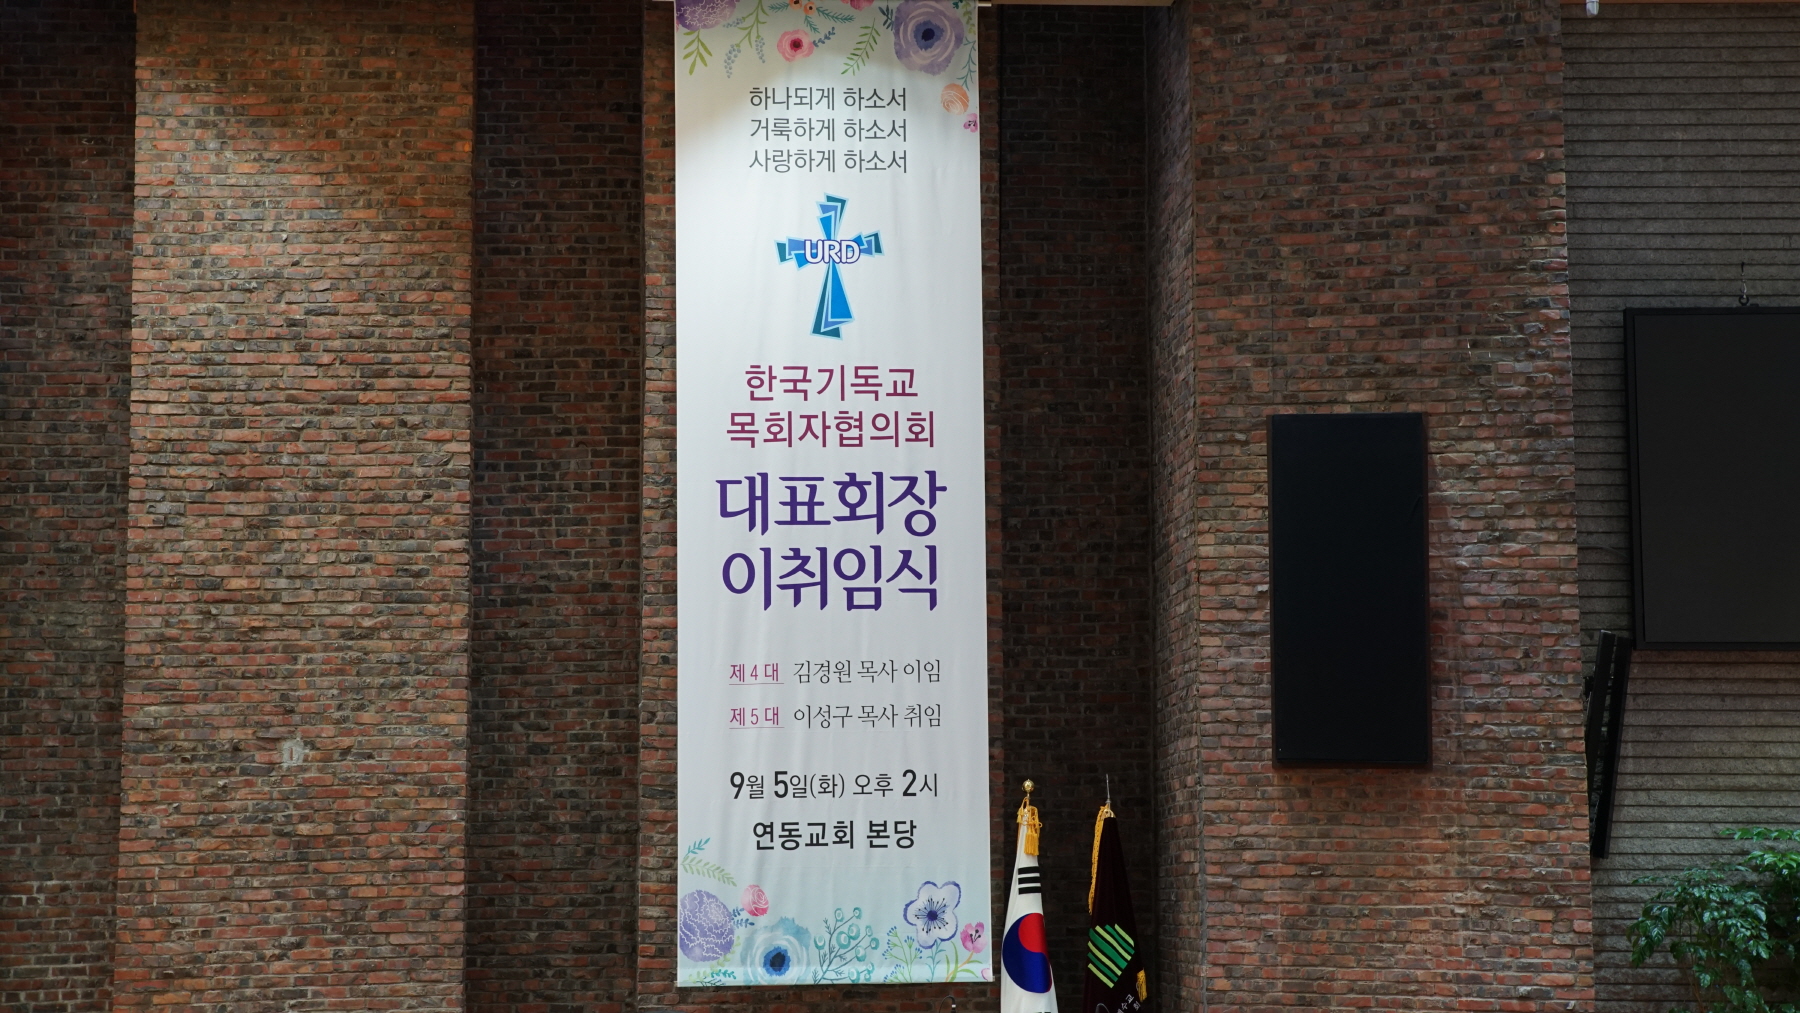 하나되게 하소서
거룩하게 하소서
사랑하게 하소서
URD
한국기독교
목회자협의회
대표회장
이취임식
제4대 김경원 목사 이임
제5대 이성구 목사 취임
9월 5일(화) 오후 2시
연동교회 본당